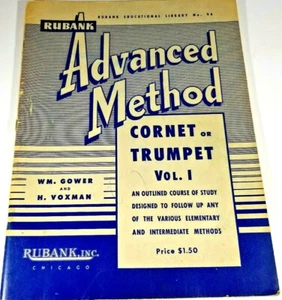 RUBANK EDUCATIONAL LIBRARY No. 96
RUBANK
Advanced
Method
CORNET OR
TRUMPET
VOL. I
WM. GOWER
AND
H. VOXMAN
AN OUTLINED COURSE OF STUDY
DESIGNED TO FOLLOW UP ANY
OF THE VARIOUS ELEMENTARY
AND INTERMEDIATE METHODS
Price $1.50
RUBANK, INC.
CHICAGO